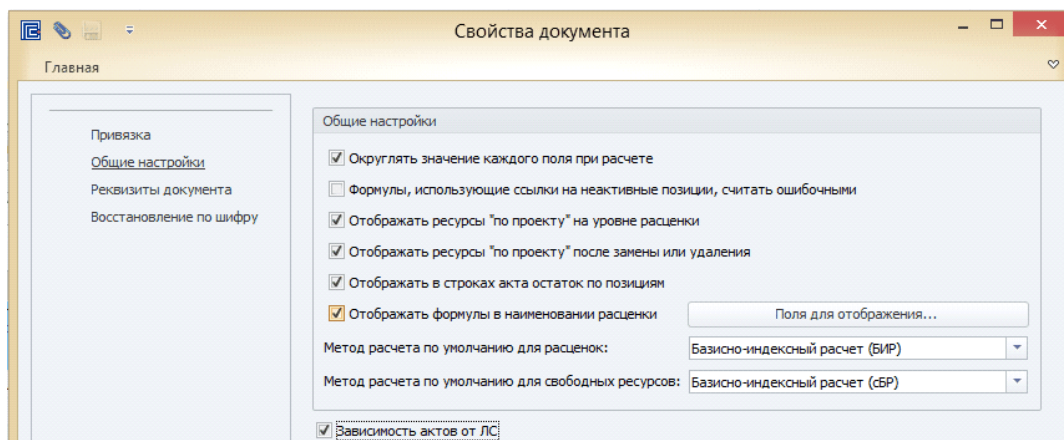 Свойства документа
Главная
Привязка
Общие настройки
Реквизиты документа
Восстановление по шифру
Общие настройки
Округлять значение каждого поля при расчете
Формулы, использующие ссылки на неактивные позиции, считать ошибочными
Отображать ресурсы "по проекту" на уровне расценки
Отображать ресурсы "по проекту" после замены или удаления
Отображать в строках акта остаток по позициям
Отображать формулы в наименовании расценки Поля для отображения...
Метод расчета по умолчанию для расценок: Базисно-индексный расчет (БИР)
Метод расчета по умолчанию для свободных ресурсов: Базисно-индексный расчет (сБР)
Зависимость актов от ЛС